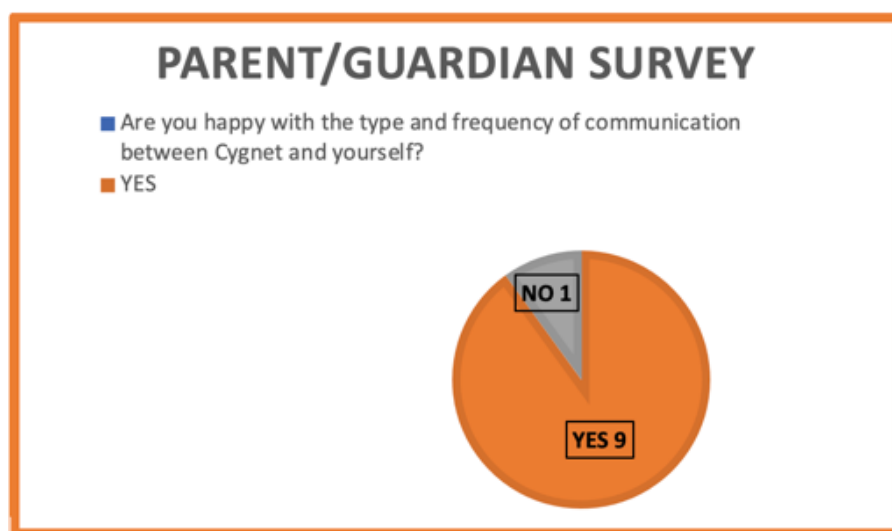 PARENT/GUARDIAN SURVEY
Are you happy with the type and frequency of communication
between Cygnet and yourself?
YES
NO 1
YES 9